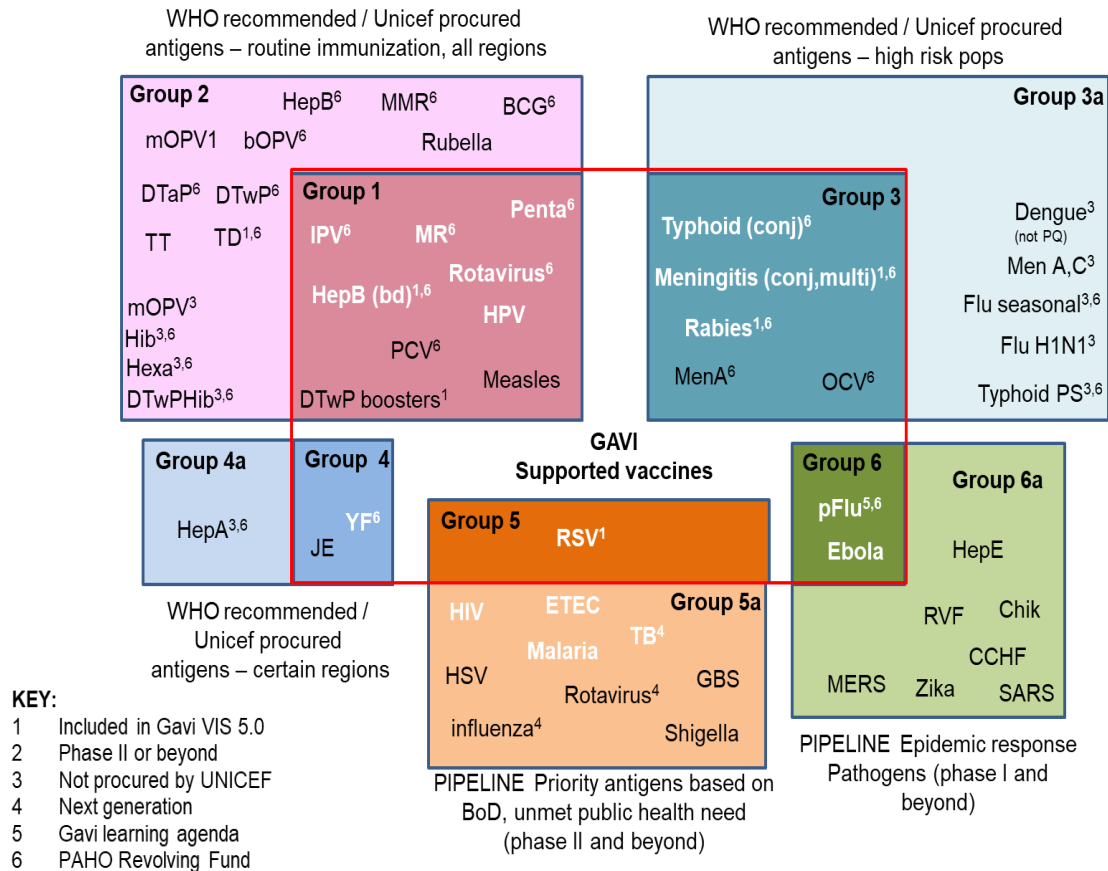 WHO recommended / Unicef procured
antigens – routine immunization, all regions
WHO recommended / Unicef procured
antigens – high risk pops
Group 2
HepB⁶ MMR⁶ BCG⁶
mOPV1 bOPV⁶ Rubella
DTaP⁶ DTwP⁶
TT TD¹,⁶
mOPV³
Hib³,⁶
Hexa³,⁶
DTwPHib³,⁶
Group 1
Penta⁶
IPV⁶ MR⁶
Rotavirus⁶
HepB (bd)¹,⁶
HPV
PCV⁶
Measles
DTwP boosters¹
Group 3
Typhoid (conj)⁶
Meningitis (conj,multi)¹,⁶
Rabies¹,⁶
MenA⁶ OCV⁶
Group 3a
Dengue³
(not PQ)
Men A,C³
Flu seasonal³,⁶
Flu H1N1³
Typhoid PS³,⁶
GAVI
Supported vaccines
Group 4a
HepA³,⁶
Group 4
YF⁶
JE
WHO recommended /
Unicef procured
antigens – certain regions
Group 5
RSV¹
Group 5a
HIV ETEC
TB⁴
Malaria
HSV GBS
Rotavirus⁴
influenza⁴ Shigella
PIPELINE Priority antigens based on
BoD, unmet public health need
(phase II and beyond)
Group 6
pFlu⁵,⁶
Ebola
Group 6a
HepE
RVF Chik
CCHF
MERS Zika SARS
PIPELINE Epidemic response
Pathogens (phase I and
beyond)
KEY:
1 Included in Gavi VIS 5.0
2 Phase II or beyond
3 Not procured by UNICEF
4 Next generation
5 Gavi learning agenda
6 PAHO Revolving Fund